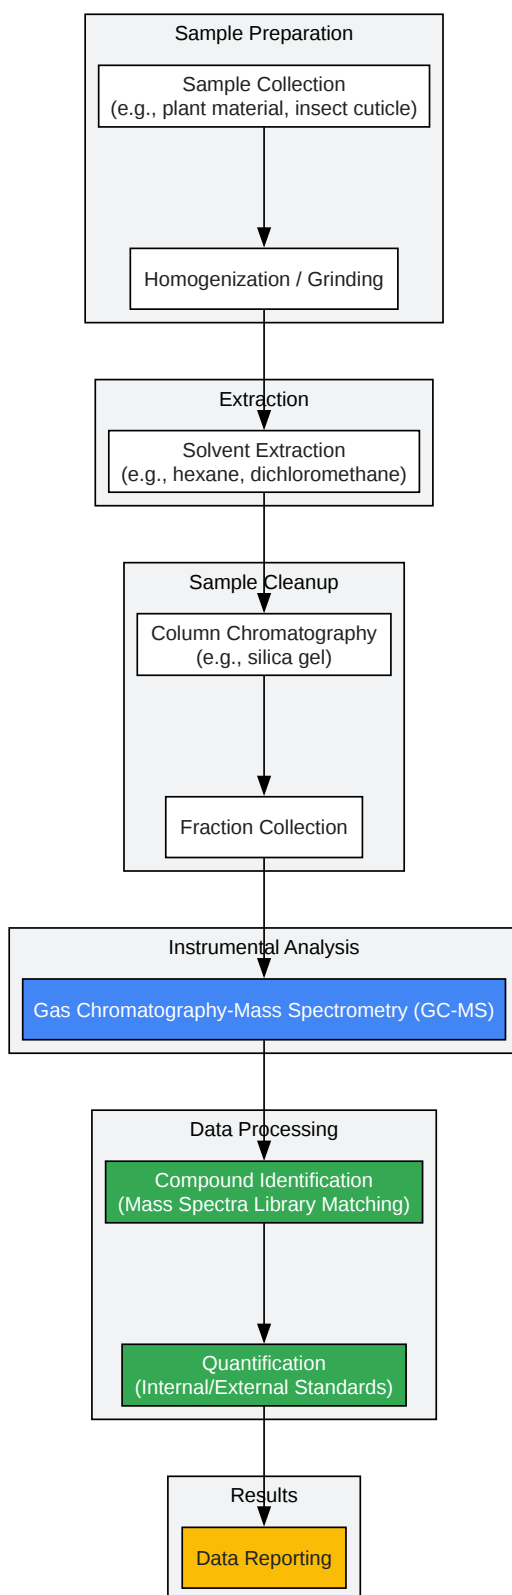 Sample Preparation
Sample Collection
(e.g., plant material, insect cuticle)
Homogenization / Grinding
Extraction
Solvent Extraction
(e.g., hexane, dichloromethane)
Sample Cleanup
Column Chromatography
(e.g., silica gel)
Fraction Collection
Instrumental Analysis
Gas Chromatography-Mass Spectrometry (GC-MS)
Data Processing
Compound Identification
(Mass Spectra Library Matching)
Quantification
(Internal/External Standards)
Results
Data Reporting